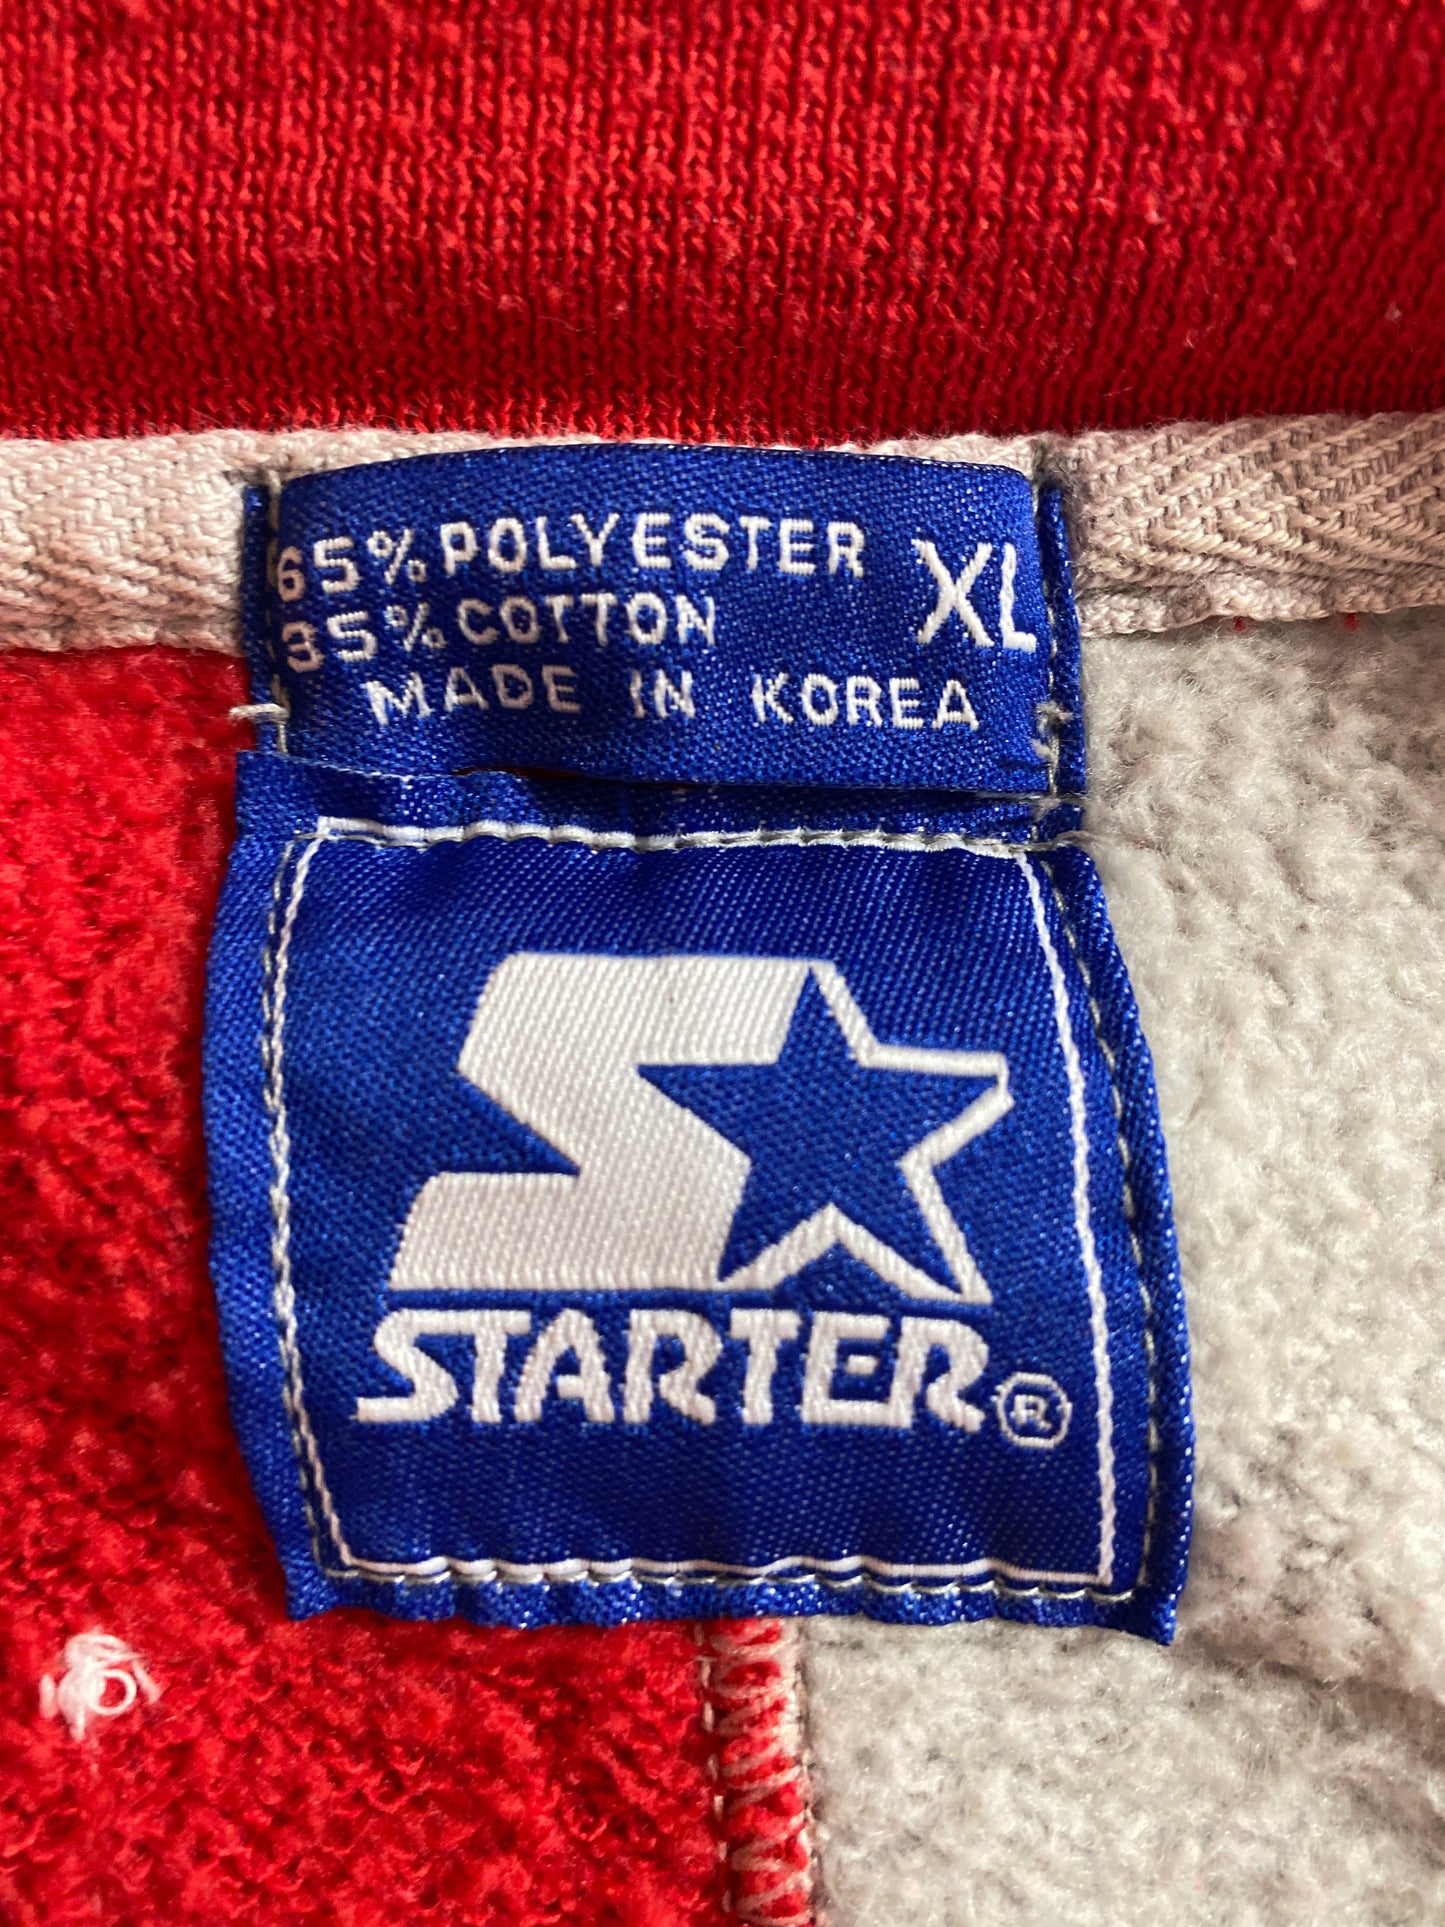 65% POLYESTER
35% COTTON
XL
MADE IN KOREA
STARTER®